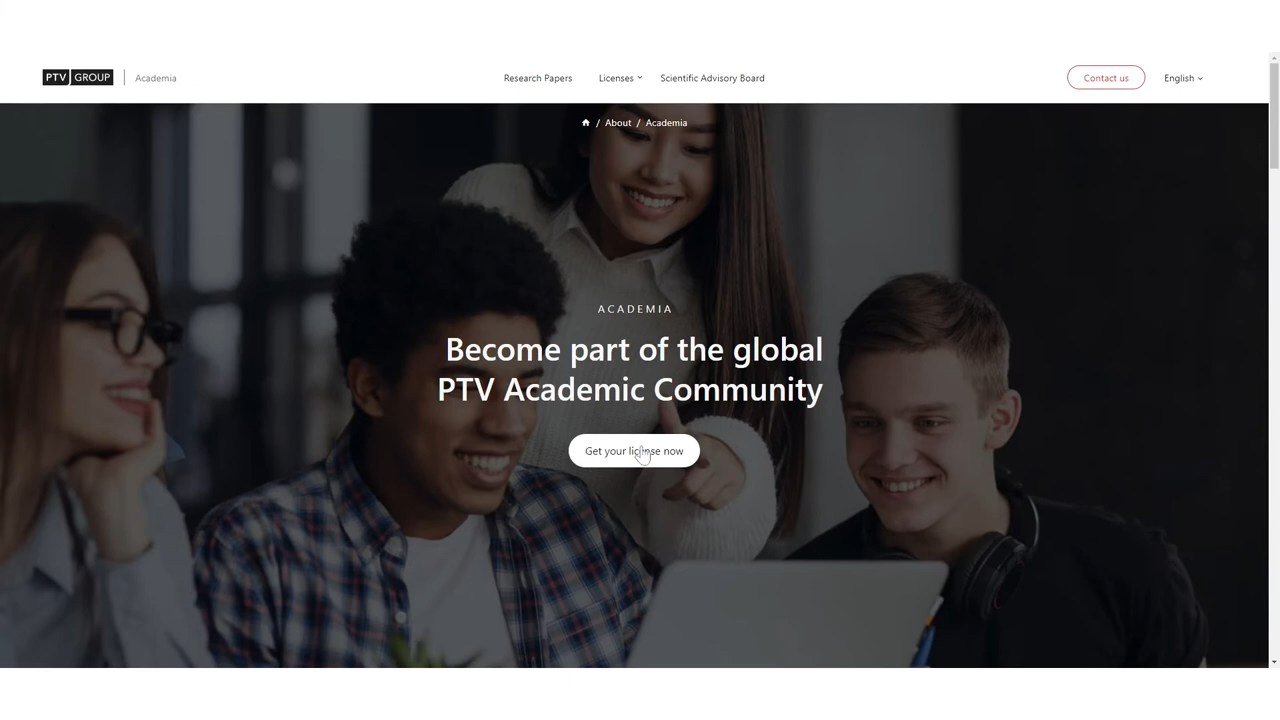 PTV GROUP Academia
Research Papers Licenses Scientific Advisory Board
Contact us English
/ About / Academia
ACADEMIA
Become part of the global
PTV Academic Community
Get your license now